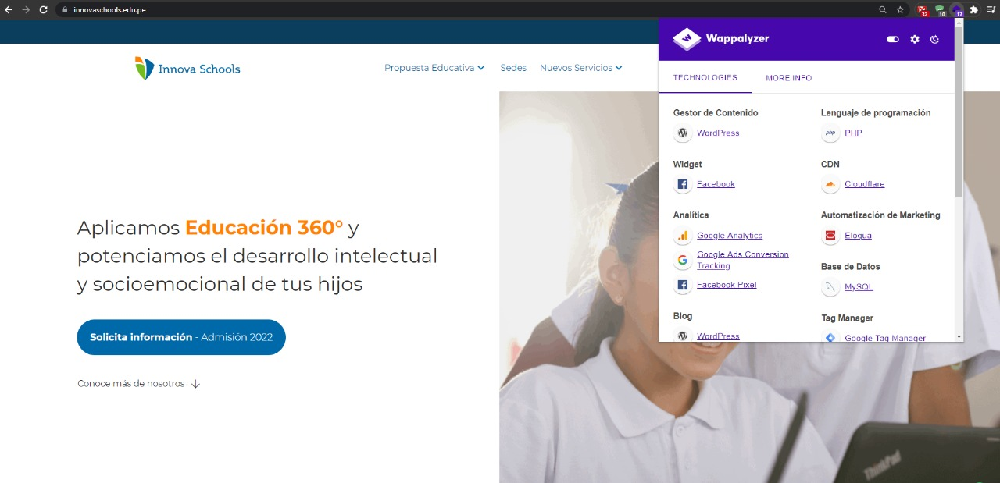 innovaschools.edu.pe
32
10
17
Innova Schools
Propuesta Educativa
Sedes
Nuevos Servicios
Aplicamos Educación 360° y
potenciamos el desarrollo intelectual
y socioemocional de tus hijos
Solicita información - Admisión 2022
Conoce más de nosotros
Wappalyzer
TECHNOLOGIES
MORE INFO
Gestor de Contenido
WordPress
Widget
Facebook
Analítica
Google Analytics
Google Ads Conversion
Tracking
Facebook Pixel
Blog
WordPress
Lenguaje de programación
php
PHP
CDN
Cloudflare
Automatización de Marketing
Eloqua
Base de Datos
MySQL
Tag Manager
Google Tag Manager
ThinkPad